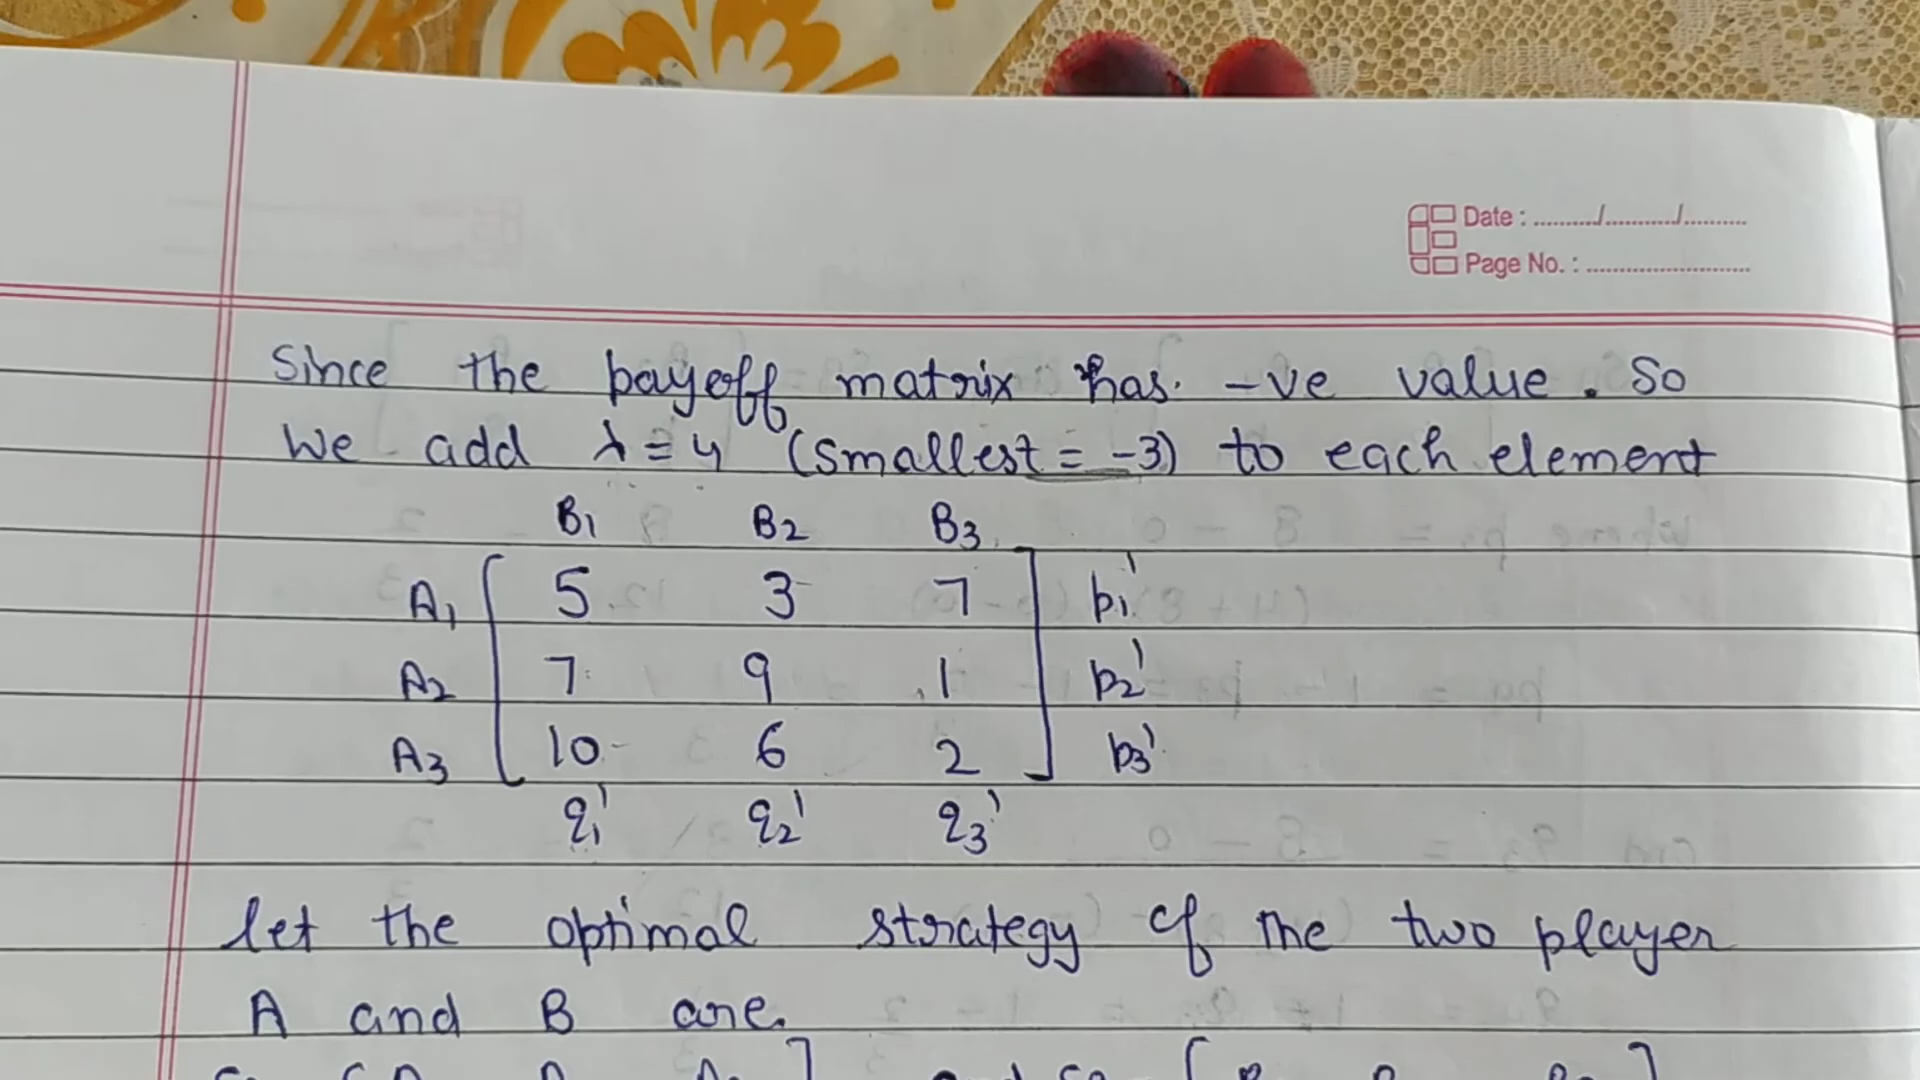 Date : ........../........../..........
Page No. : ..........................
Since the payoff matrix has -ve value. So
We add λ = 4 (smallest = -3) to each element
B1 B2 B3
A1 5 3 7 p1'
A2 7 9 1 p2'
A3 10 6 2 p3'
q1' q2' q3'
let the optimal strategy of the two player
A and B are.